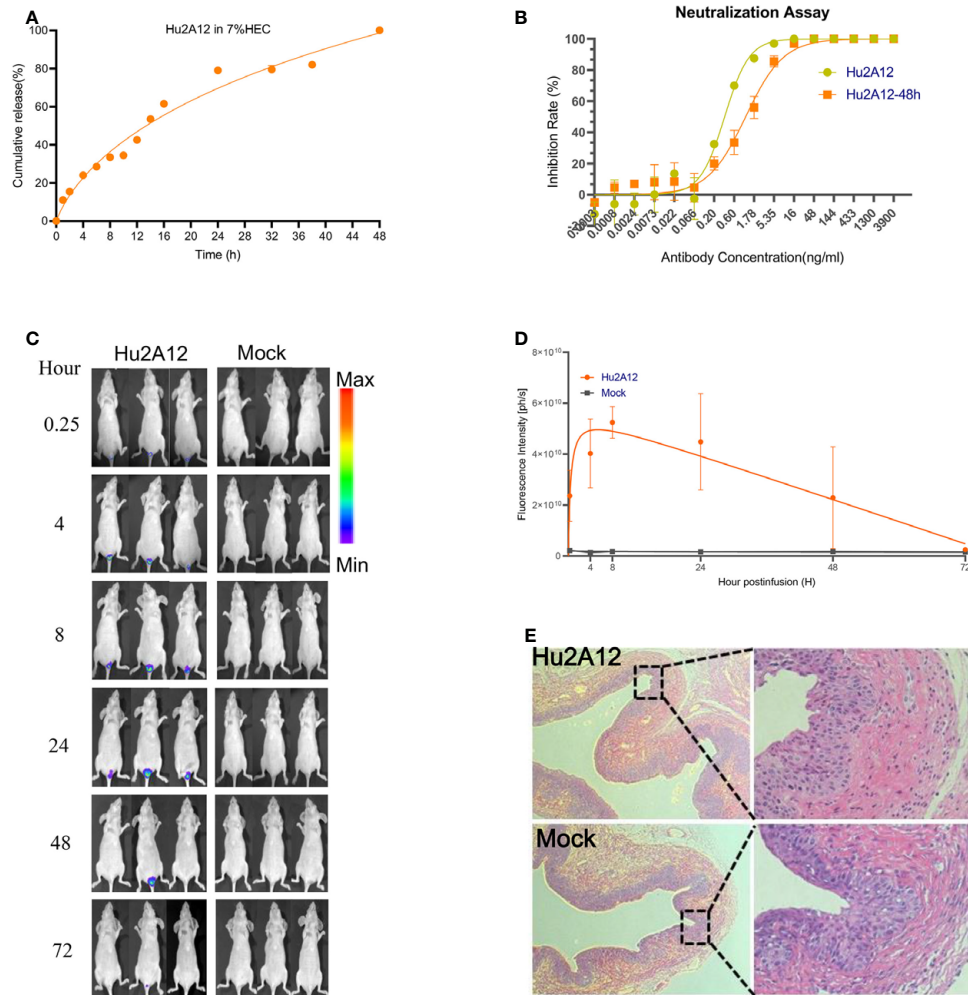 A
Hu2A12 in 7%HEC
Cumulative release(%)
100
80
60
40
20
0
0 4 8 12 16 20 24 28 32 36 40 44 48
Time (h)
B
Neutralization Assay
Inhibition Rate (%)
100
80
60
40
20
0
Hu2A12
Hu2A12-48h
0.0003 0.0008 0.0024 0.0073 0.022 0.066 0.20 0.60 1.78 5.35 16 48 144 433 1300 3900
Antibody Concentration(ng/ml)
C
Hu2A12 Mock
Hour
0.25
4
8
24
48
72
Max
Min
D
Fluorescence Intensity [ph/s]
8×10¹⁰
6×10¹⁰
4×10¹⁰
2×10¹⁰
0
Hu2A12
Mock
4 8 24 48 72
Hour postinfusion (H)
E
Hu2A12
Mock